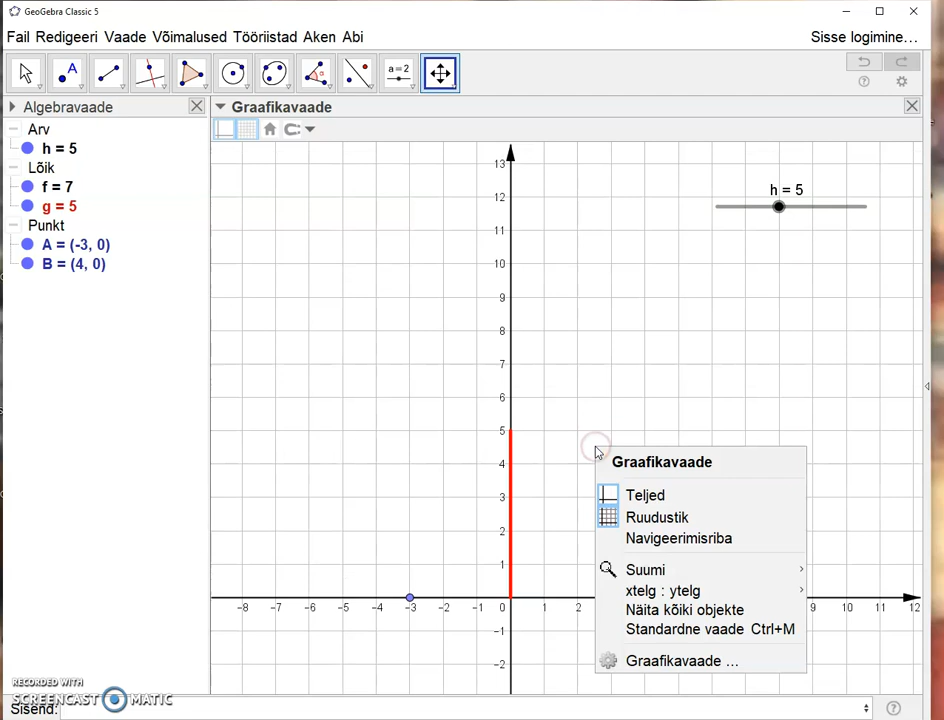 GeoGebra Classic 5
Fail Redigeeri Vaade Võimalused Tööriistad Aken Abi
Sisse logimine...
A
a=2
Algebravaade
Graafikavaade
Arv
h = 5
Lõik
f = 7
g = 5
Punkt
A = (-3, 0)
B = (4, 0)
h = 5
13
12
11
10
9
8
7
6
5
4
3
2
1
0
-1
-2
-8 -7 -6 -5 -4 -3 -2 -1 1 2 9 10 11 12
Graafikavaade
Teljed
Ruudustik
Navigeerimisriba
Suumi
xtelg : ytelg
Näita kõiki objekte
Standardne vaade Ctrl+M
Graafikavaade ...
RECORDED WITH
SCREENCAST MATIC
Sisend: